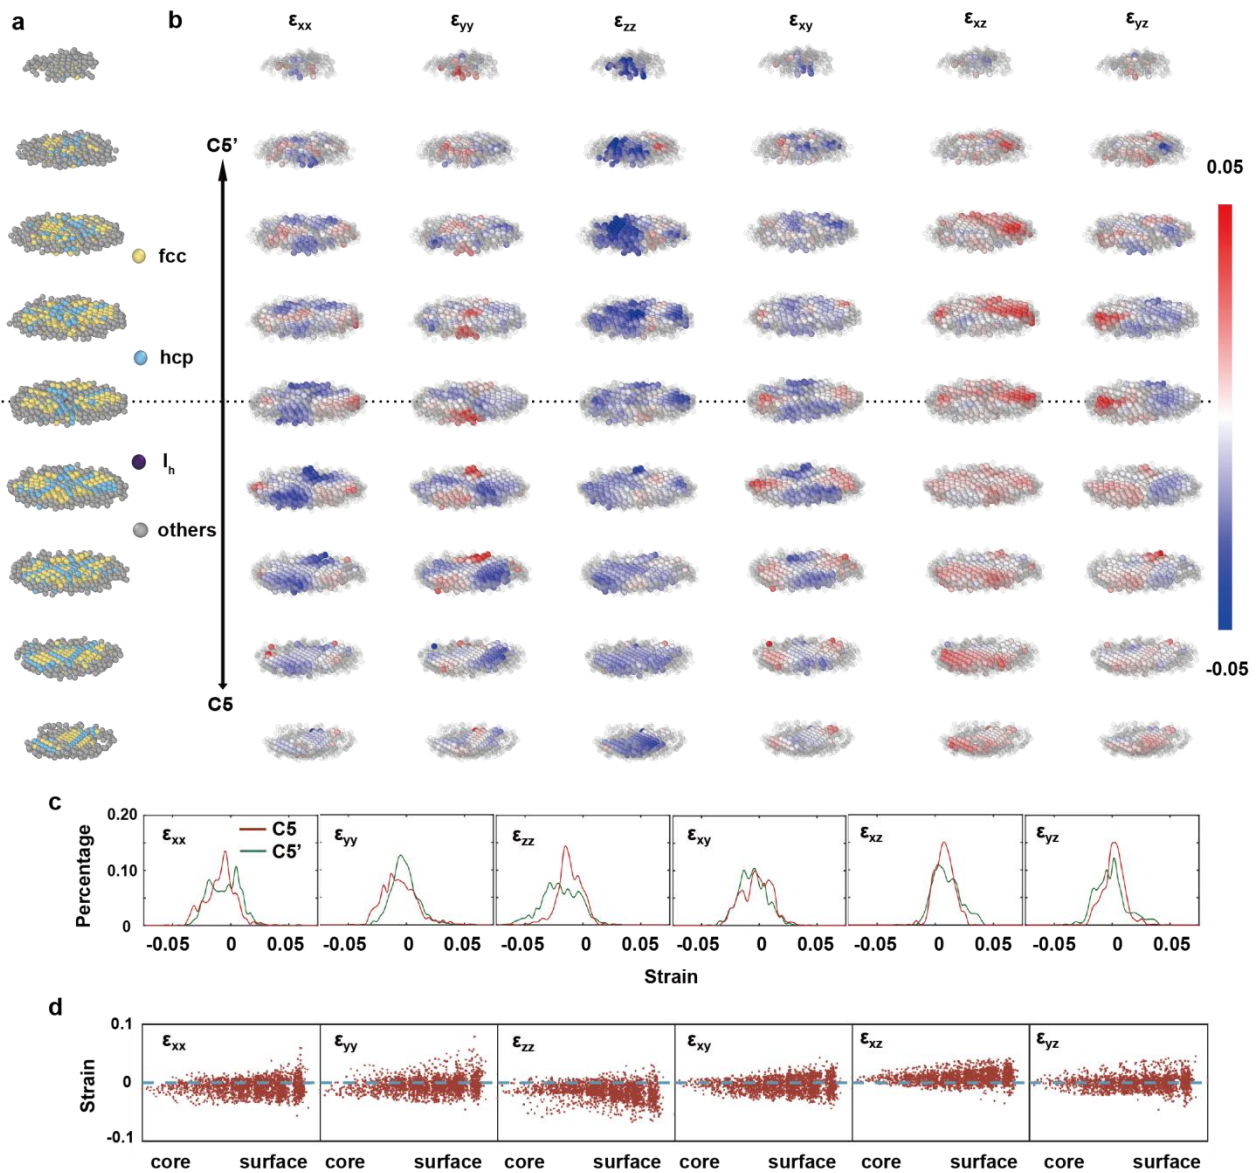 a
b
εxx εyy εzz εxy εxz εyz
C5’
0.05
fcc
hcp
Ih
others
-0.05
C5
c
Percentage
0.20
0.10
0
εxx εyy εzz εxy εxz εyz
C5
C5’
-0.05 0 0.05 -0.05 0 0.05 -0.05 0 0.05 -0.05 0 0.05 -0.05 0 0.05 -0.05 0 0.05
Strain
d
Strain
0.1
0
-0.1
εxx εyy εzz εxy εxz εyz
core surface core surface core surface core surface core surface core surface